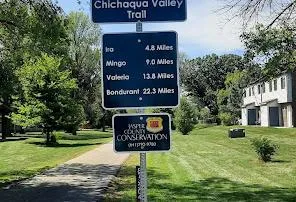 Chichaqua Valley
Trail
Ira 4.8 Miles
Mingo 9.0 Miles
Valeria 13.8 Miles
Bondurant 22.3 Miles
JASPER COUNTY
CONSERVATION